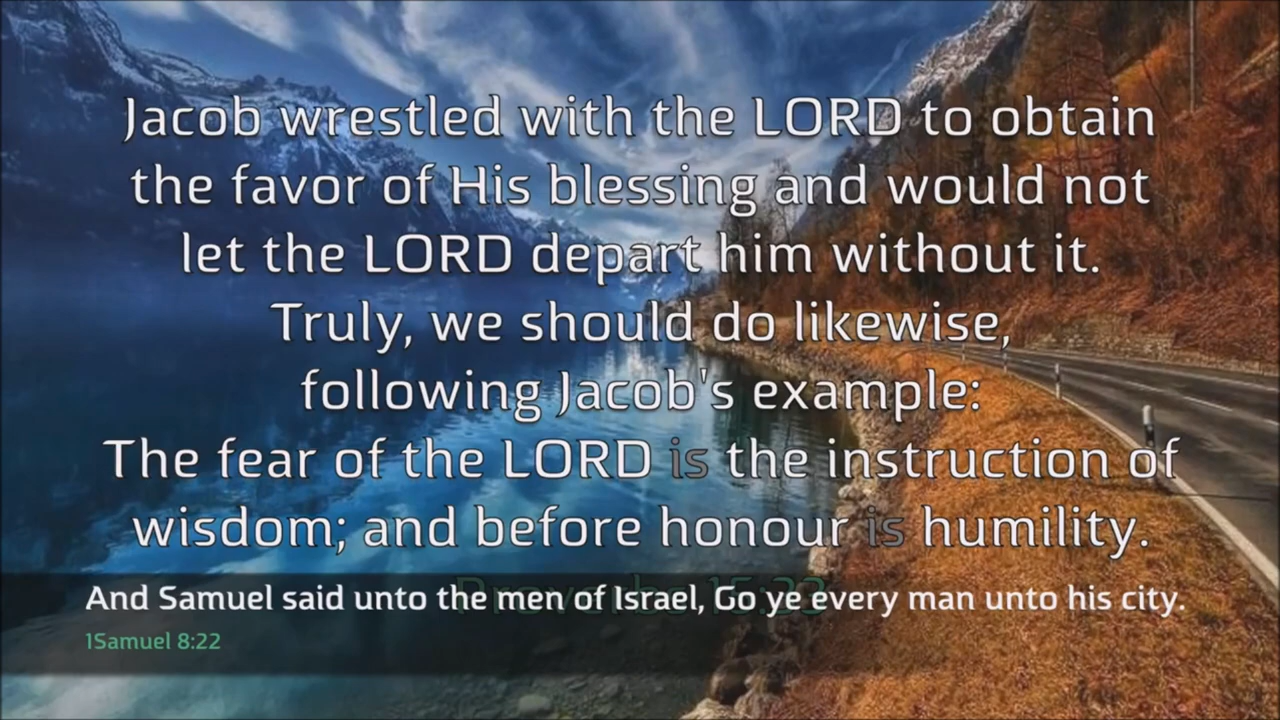 Jacob wrestled with the LORD to obtain
the favor of His blessing and would not
let the LORD depart him without it.
Truly, we should do likewise,
following Jacob's example:
The fear of the LORD is the instruction of
wisdom; and before honour is humility.
Proverbs 15:33
And Samuel said unto the men of Israel, Go ye every man unto his city.
1Samuel 8:22